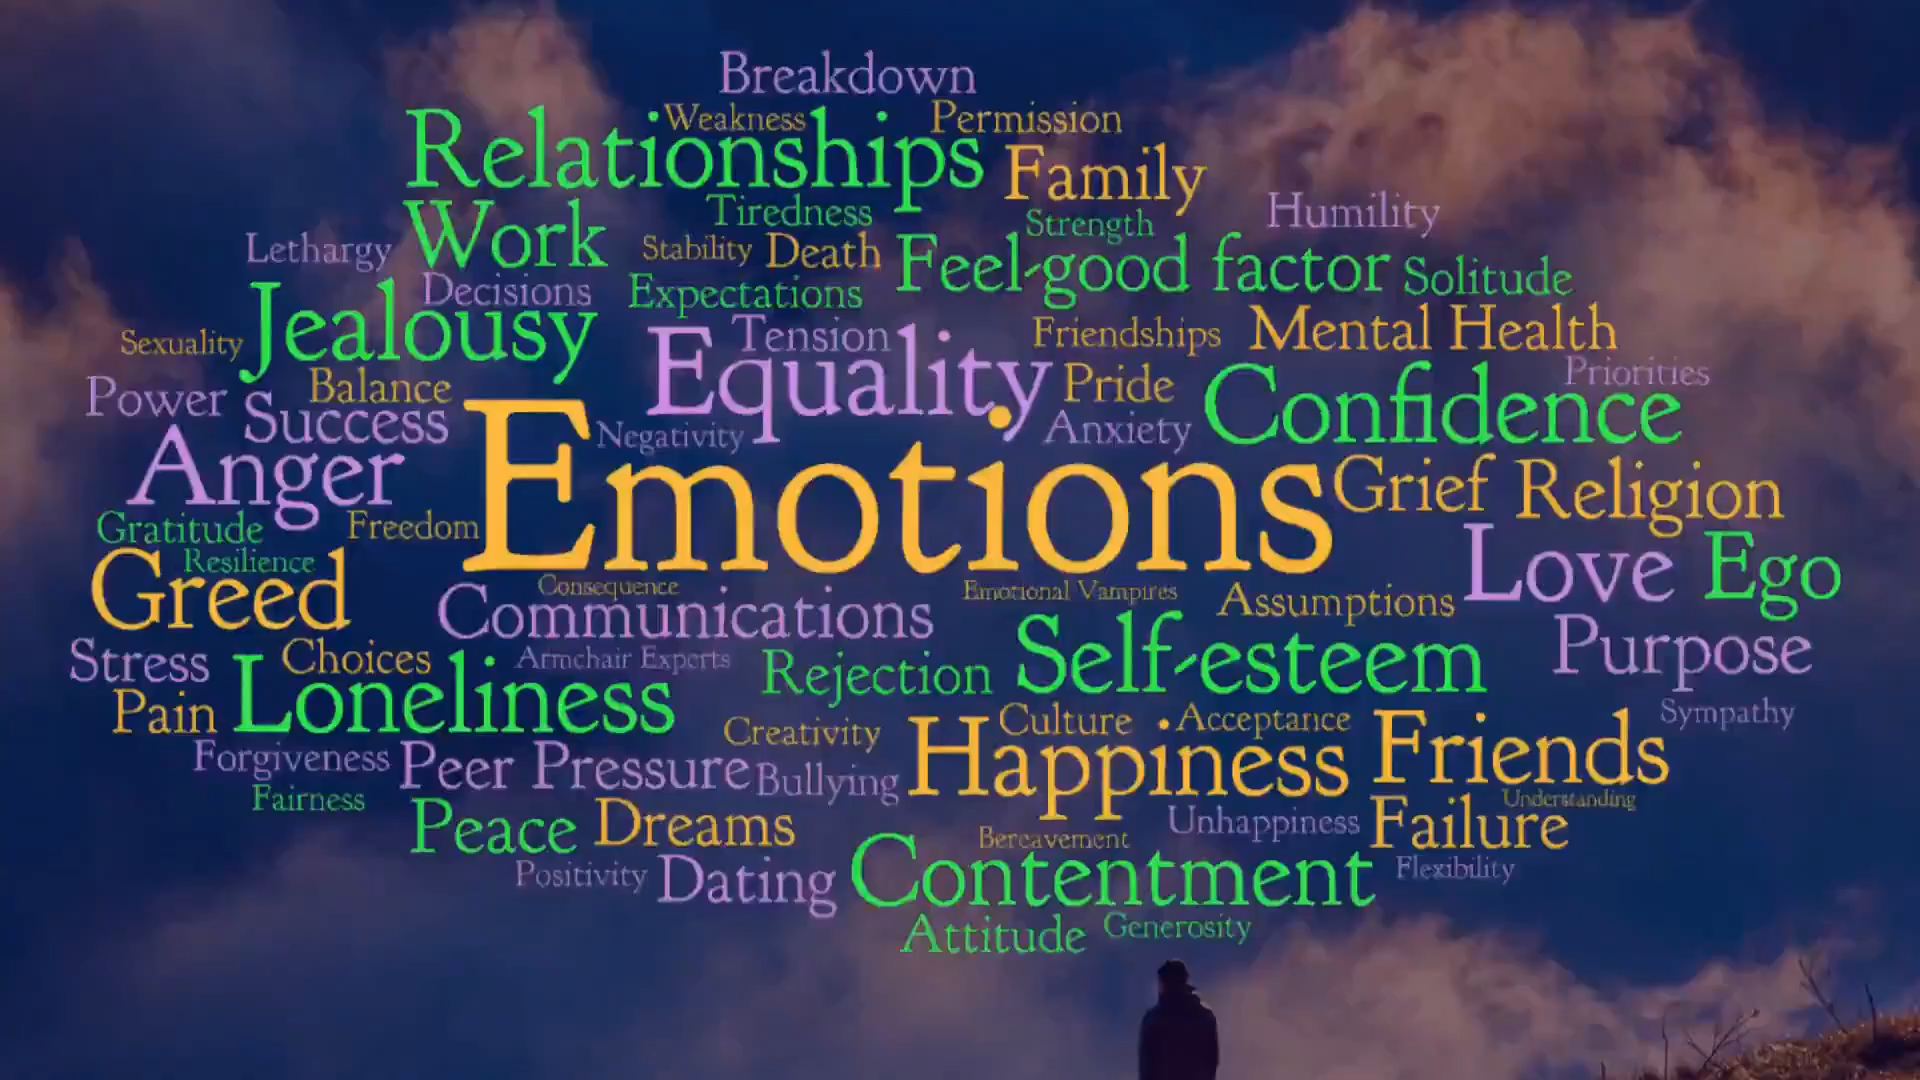 Breakdown
Weakness
Permission
Relationships
Family
Tiredness
Strength
Humility
Lethargy
Work
Stability
Death
Feel-good factor
Solitude
Decisions
Expectations
Jealousy
Tension
Friendships
Mental Health
Sexuality
Equality
Priorities
Power
Balance
Pride
Confidence
Success
Negativity
Anxiety
Anger
Emotions
Grief
Religion
Gratitude
Freedom
Resilience
Love
Ego
Greed
Consequence
Emotional Vampires
Assumptions
Communications
Stress
Choices
Armchair Experts
Rejection
Self-esteem
Purpose
Pain
Loneliness
Creativity
Culture
Acceptance
Sympathy
Forgiveness
Peer Pressure
Bullying
Happiness
Friends
Fairness
Understanding
Peace
Dreams
Bereavement
Unhappiness
Failure
Positivity
Dating
Contentment
Flexibility
Attitude
Generosity